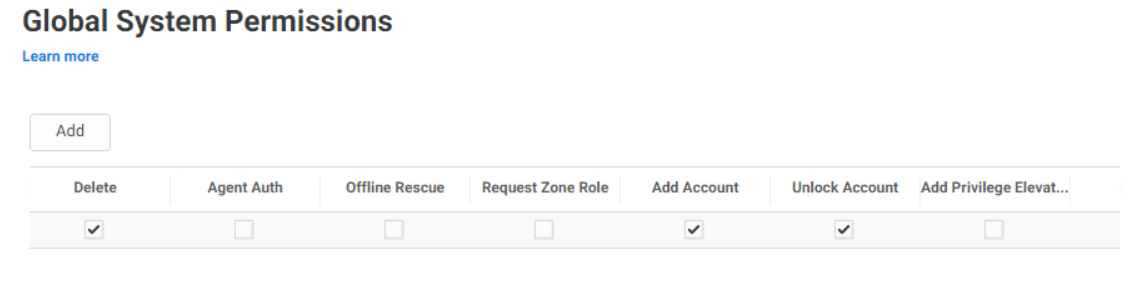 Global System Permissions
Learn more
Add
Delete Agent Auth Offline Rescue Request Zone Role Add Account Unlock Account Add Privilege Elevat...